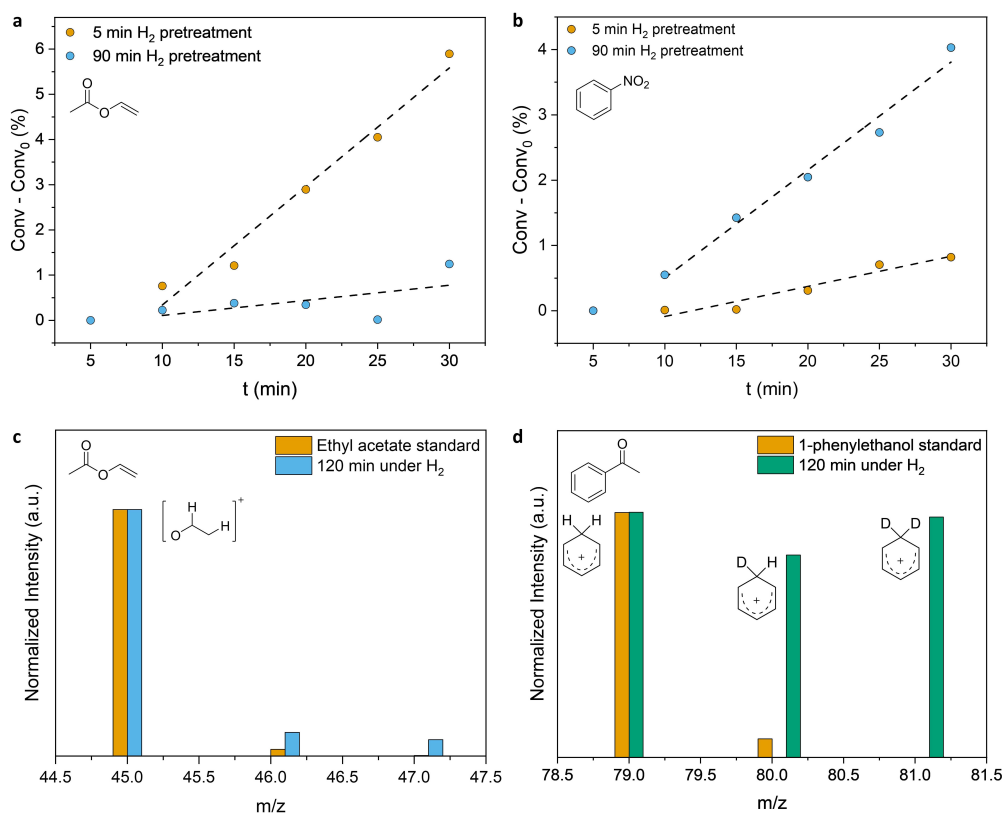 a
5 min H₂ pretreatment
90 min H₂ pretreatment
O
O
Conv - Conv₀ (%)
6
5
4
3
2
1
0
5 10 15 20 25 30
t (min)
b
5 min H₂ pretreatment
90 min H₂ pretreatment
NO₂
Conv - Conv₀ (%)
4
3
2
1
0
5 10 15 20 25 30
t (min)
c
Ethyl acetate standard
120 min under H₂
O
O
H
H
O
+
Normalized Intensity (a.u.)
44.5 45.0 45.5 46.0 46.5 47.0 47.5
m/z
d
1-phenylethanol standard
120 min under H₂
O
H H
+
D H
+
D D
+
Normalized Intensity (a.u.)
78.5 79.0 79.5 80.0 80.5 81.0 81.5
m/z